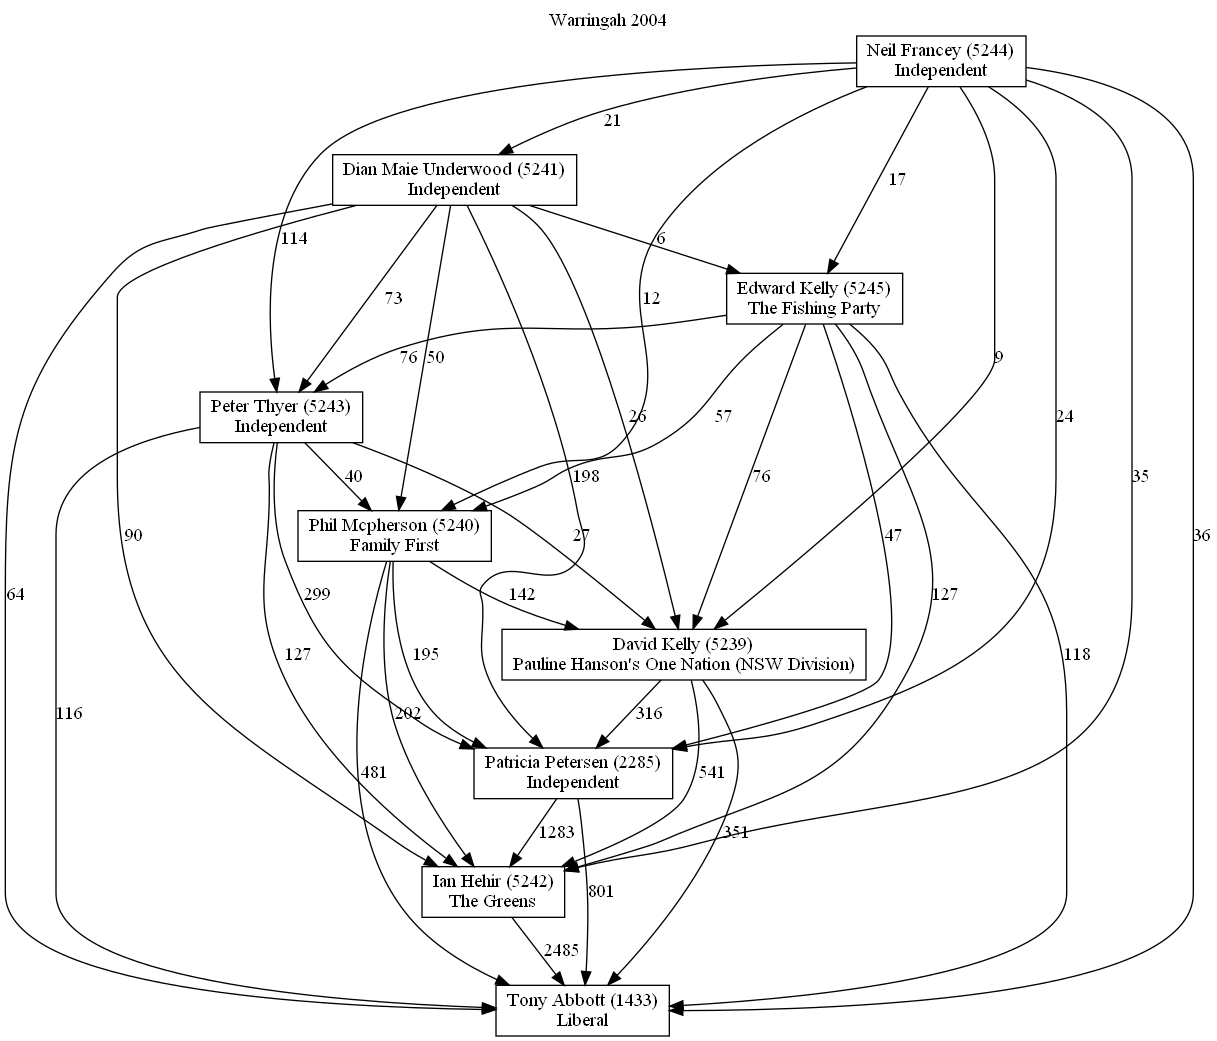 Warringah 2004
Neil Francey (5244)
Independent
21
Dian Maie Underwood (5241)
Independent
17
114
6
Edward Kelly (5245)
The Fishing Party
73
12
76
50
9
Peter Thyer (5243)
Independent
26
57
24
40
198
76
35
Phil Mcpherson (5240)
Family First
90
27
47
36
64
299
142
127
David Kelly (5239)
Pauline Hanson's One Nation (NSW Division)
127
195
118
116
202
316
Patricia Petersen (2285)
Independent
481
541
1283
351
Ian Hehir (5242)
The Greens
801
2485
Tony Abbott (1433)
Liberal